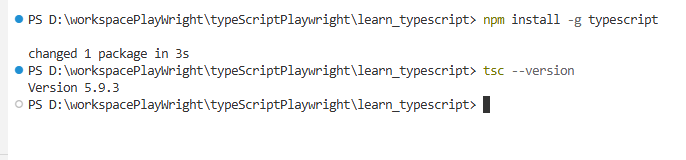 PS D:\workspacePlayWright\typeScriptPlaywright\learn_typescript> npm install -g typescript
changed 1 package in 3s
PS D:\workspacePlayWright\typeScriptPlaywright\learn_typescript> tsc --version
Version 5.9.3
PS D:\workspacePlayWright\typeScriptPlaywright\learn_typescript>